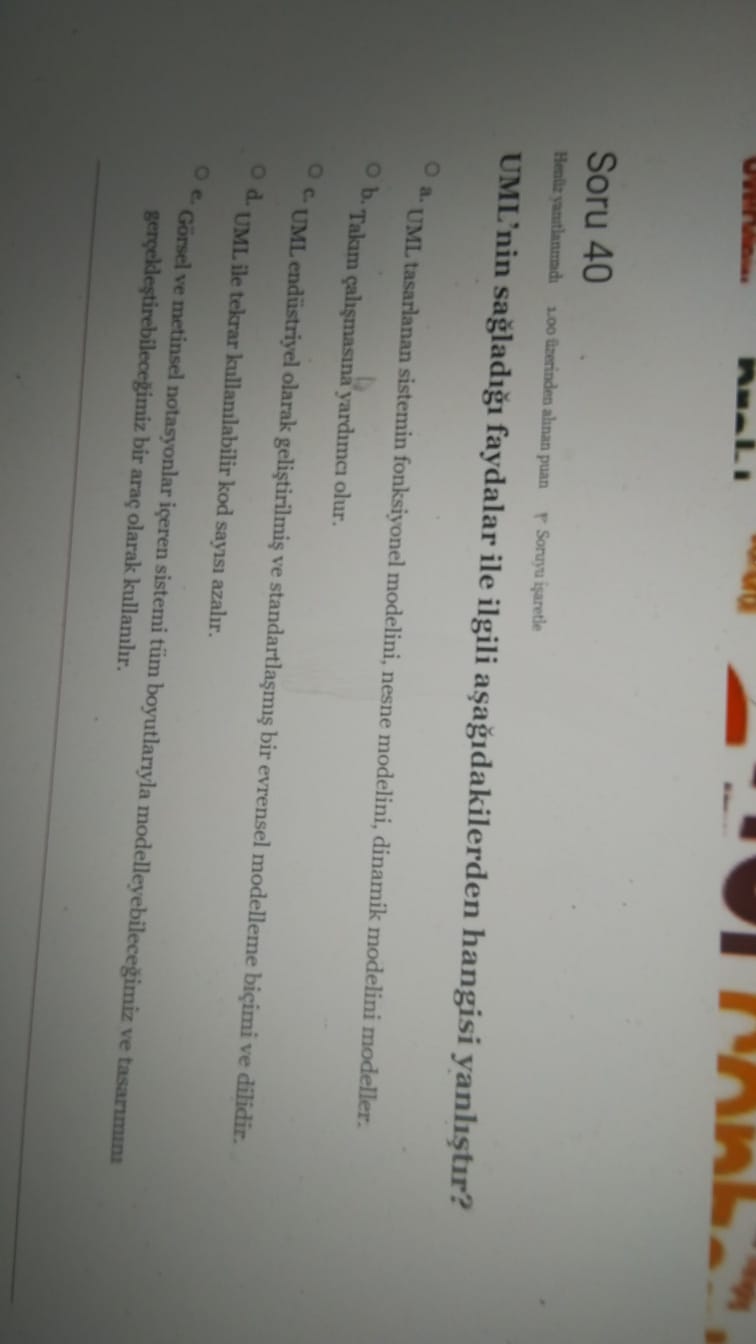 Soru 40
Henüz yanıtlanmadı 1.00 üzerinden alınan puan Soruyu işaretle
UML'nin sağladığı faydalar ile ilgili aşağıdakilerden hangisi yanlıştır?
a. UML tasarlanan sistemin fonksiyonel modelini, nesne modelini, dinamik modelini modeller.
b. Takım çalışmasına yardımcı olur.
c. UML endüstriyel olarak geliştirilmiş ve standartlaşmış bir evrensel modelleme biçimi ve dilidir.
d. UML ile tekrar kullanılabilir kod sayısı azalır.
e. Görsel ve metinsel notasyonlar içeren sistemi tüm boyutlarıyla modelleyebileceğimiz ve tasarımını
gerçekleştirebileceğimiz bir araç olarak kullanılır.